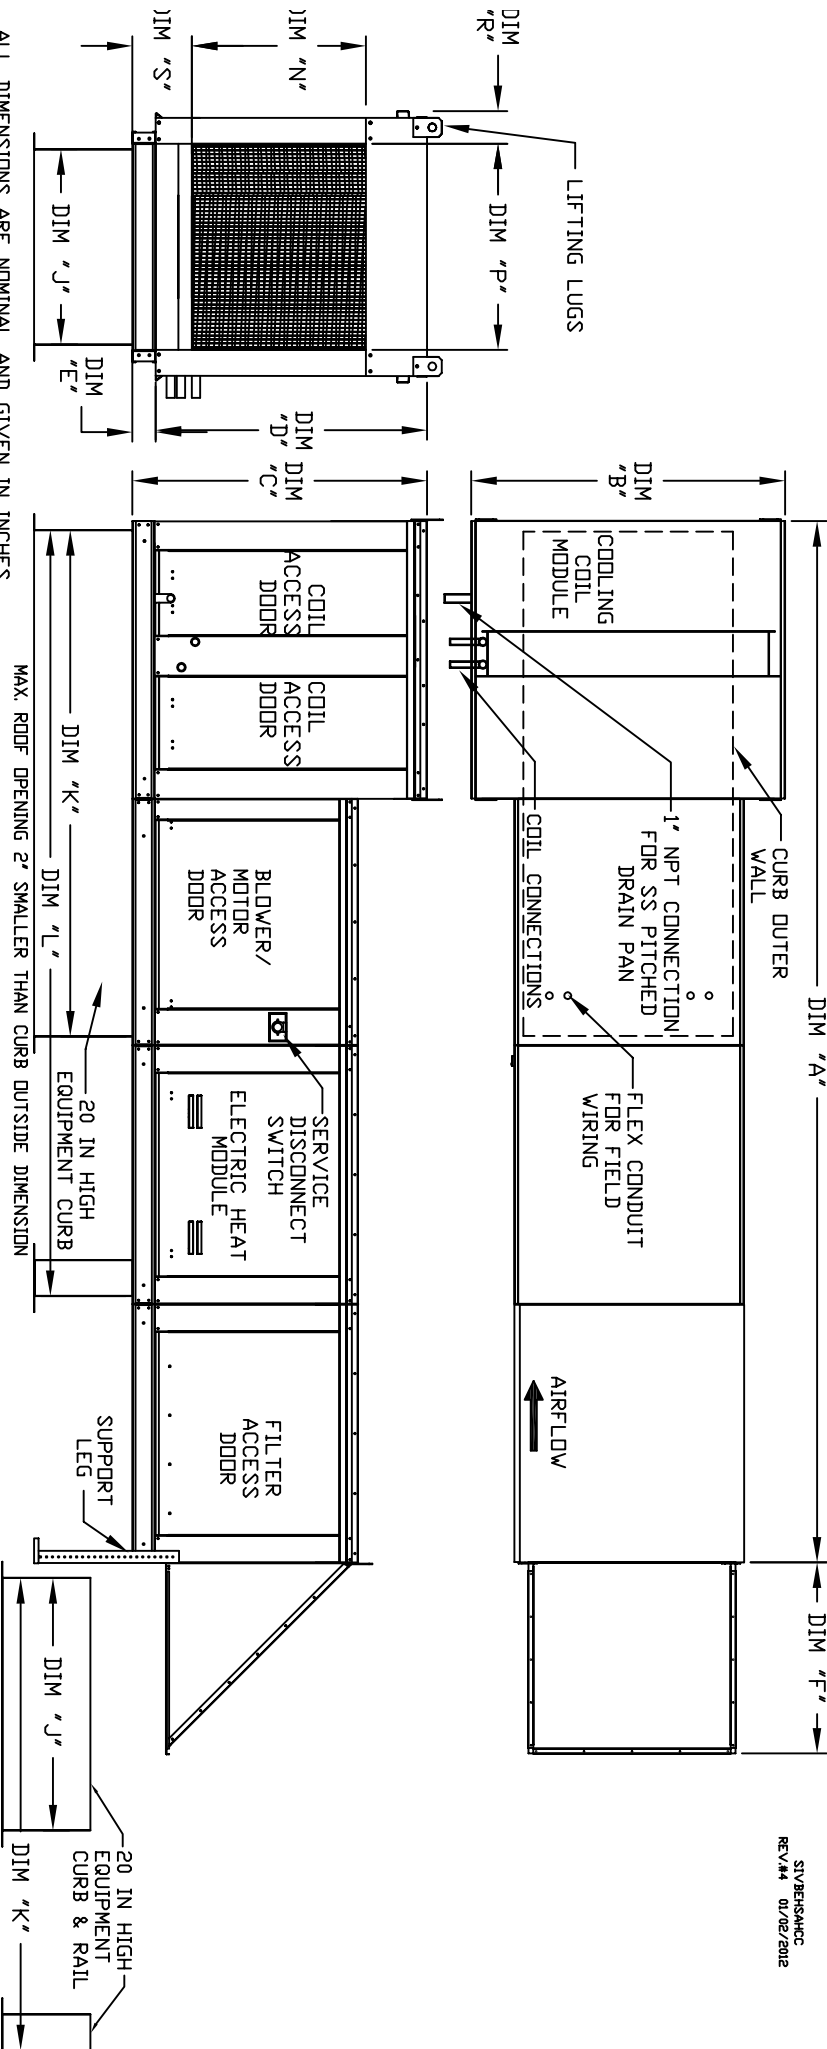 SIVBEHSAHCC
REV.#4 01/02/2012
DIM "A"
DIM "F"
DIM
"B"
COOLING
COIL
MODULE
CURB OUTER
WALL
1" NPT CONNECTION
FOR SS PITCHED
DRAIN PAN
COIL CONNECTIONS
FLEX CONDUIT
FOR FIELD
WIRING
AIRFLOW
DIM
"R"
LIFTING LUGS
DIM "P"
DIM "N"
DIM "S"
DIM "J"
DIM
"E"
DIM
"D"
DIM
"C"
COIL
ACCESS
DOOR
COIL
ACCESS
DOOR
BLOWER/
MOTOR
ACCESS
DOOR
SERVICE
DISCONNECT
SWITCH
ELECTRIC HEAT
MODULE
FILTER
ACCESS
DOOR
SUPPORT
LEG
DIM "K"
DIM "L"
20 IN HIGH
EQUIPMENT CURB
MAX. ROOF OPENING 2" SMALLER THAN CURB OUTSIDE DIMENSION
DIM "J"
20 IN HIGH
EQUIPMENT
CURB & RAIL
DIM "K"
ALL DIMENSIONS ARE NOMINAL AND GIVEN IN INCHES